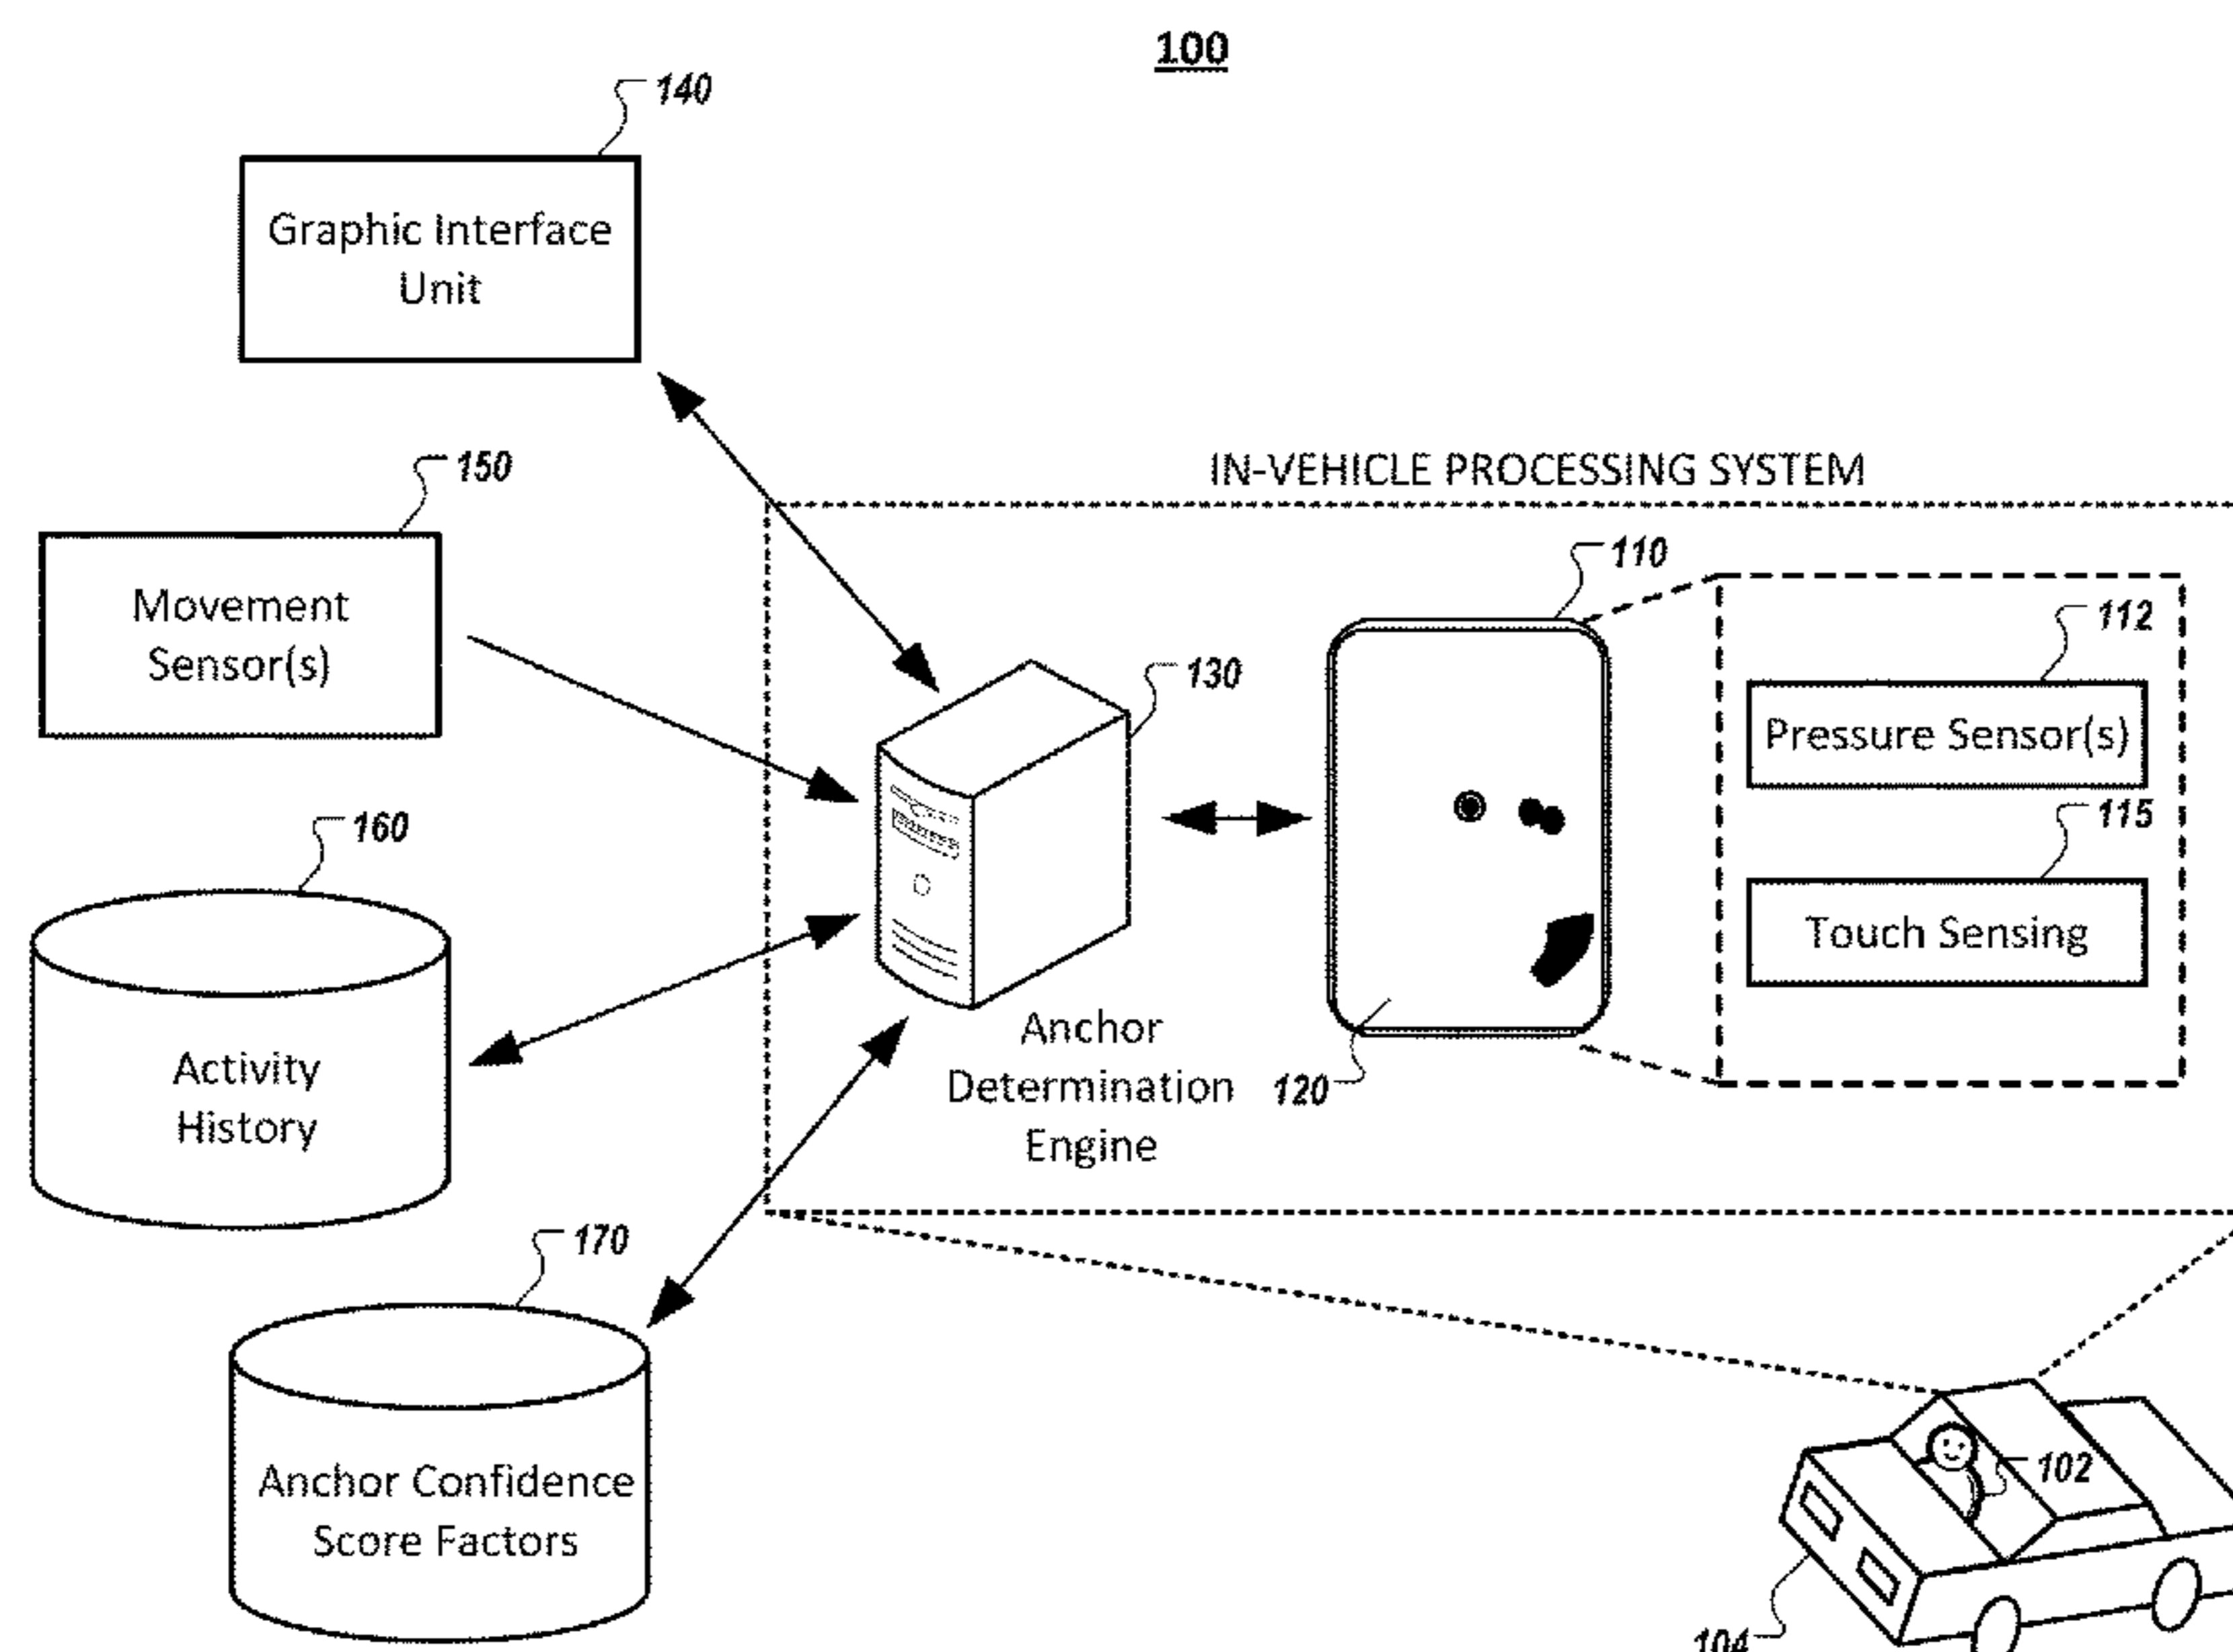 100
140
Graphic Interface
Unit
150
Movement
Sensor(s)
IN-VEHICLE PROCESSING SYSTEM
110
112
Pressure Sensor(s)
115
Touch Sensing
130
Anchor
Determination
Engine
120
160
Activity
History
170
Anchor Confidence
Score Factors
102
104